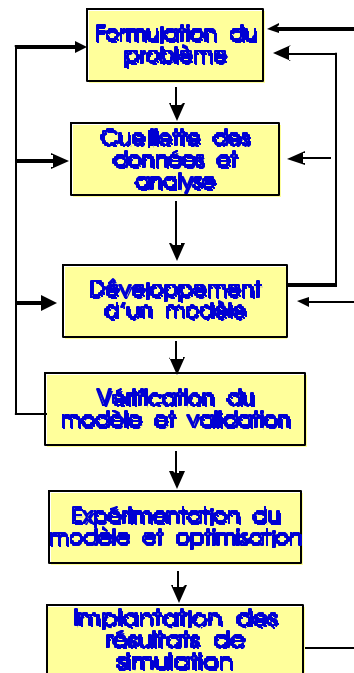 Formulation du
problème
Cueillette des
données et
analyse
Développement
d'un modèle
Vérification du
modèle et validation
Expérimentation du
modèle et optimisation
Implantation des
résultats de
simulation